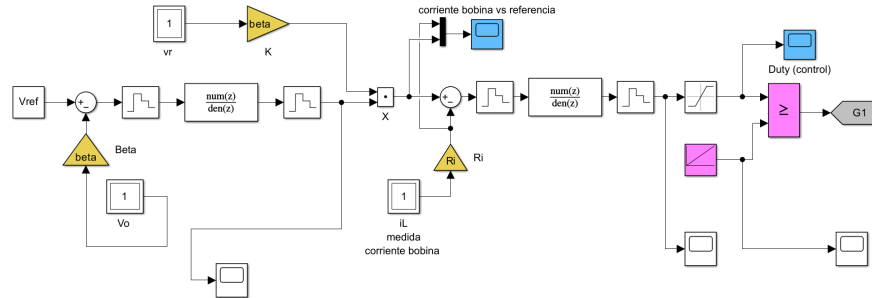 corriente bobina vs referencia
1
vr
beta
K
Duty (control)
Vref
+
−
num(z)
den(z)
X
+
−
num(z)
den(z)
≥
G1
beta
Beta
Ri
Ri
1
Vo
1
iL
medida
corriente bobina